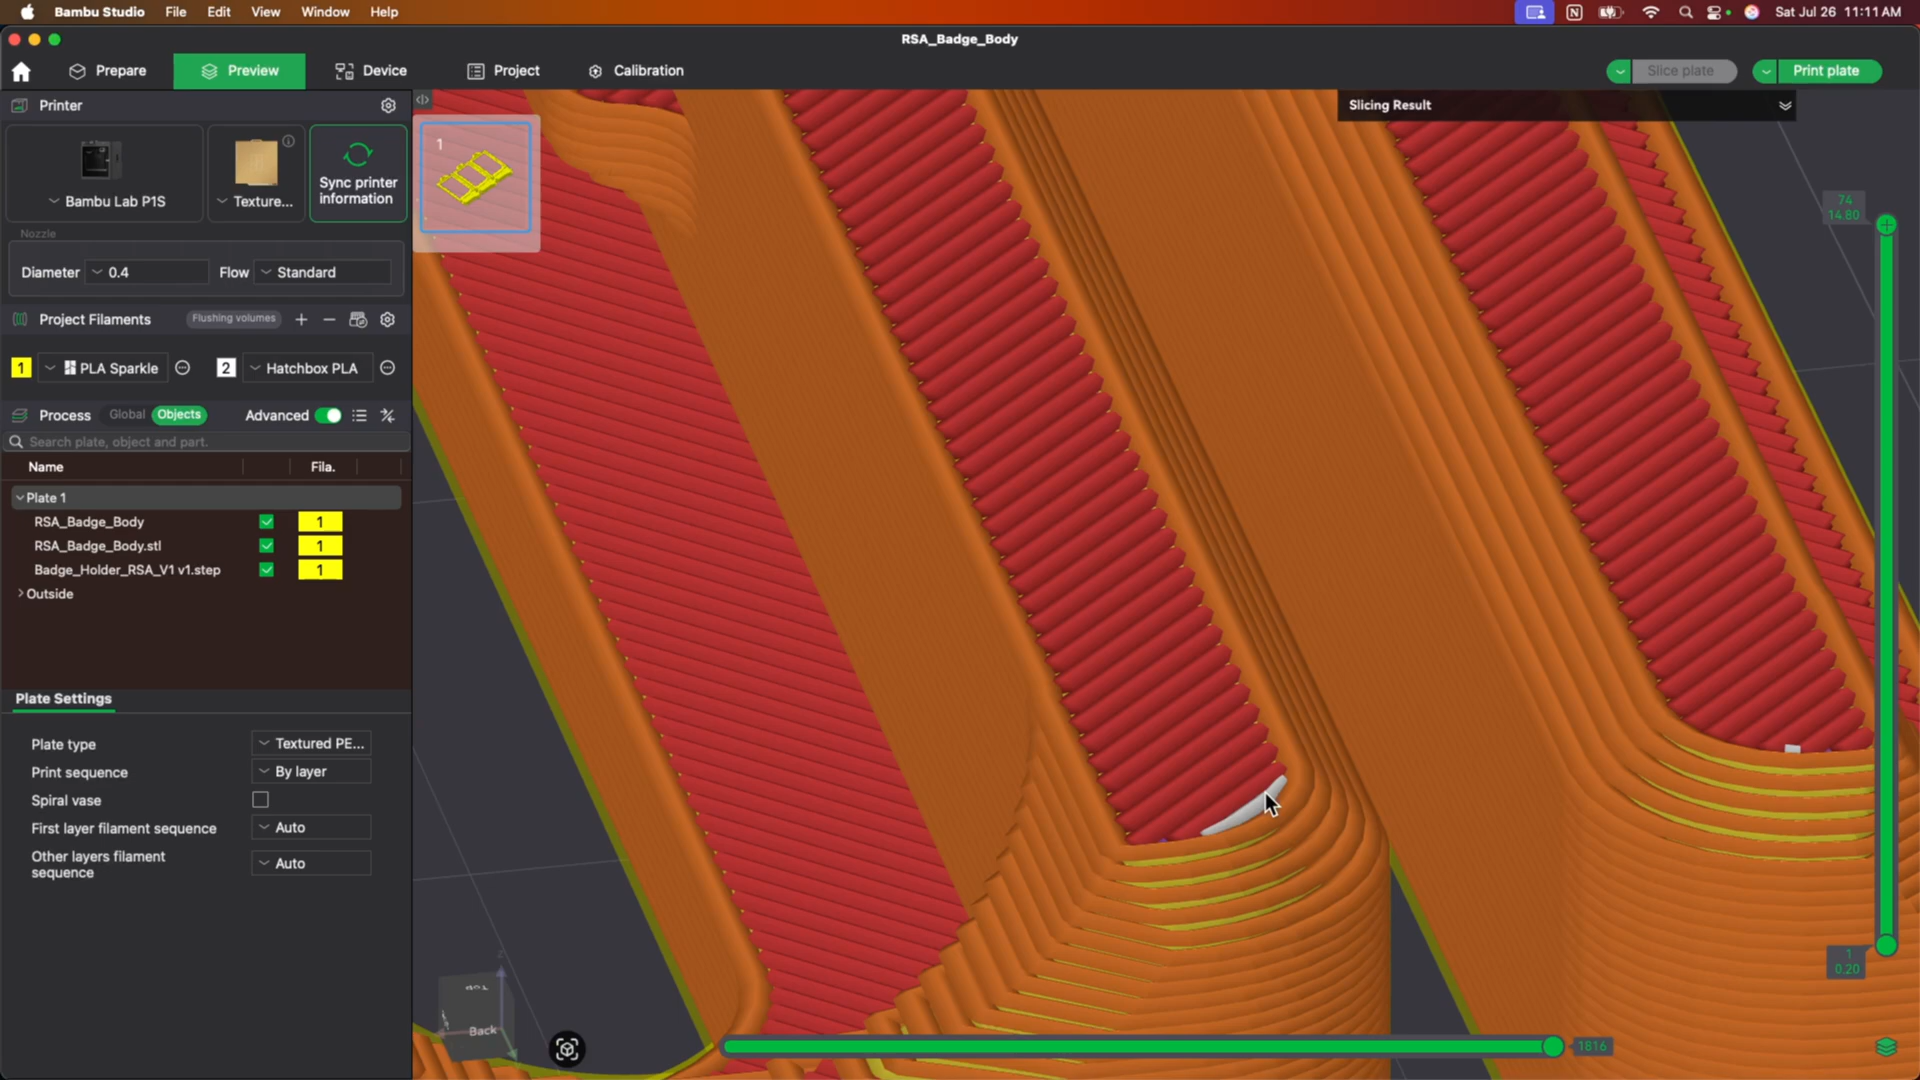 Bambu Studio File Edit View Window Help Sat Jul 26 11:11 AM
RSA_Badge_Body
Prepare Preview Device Project Calibration Slice plate Print plate
Printer
Slicing Result
1
Bambu Lab P1S Texture... Sync printer information
Nozzle
Diameter 0.4 Flow Standard
Project Filaments Flushing volumes
1 PLA Sparkle 2 Hatchbox PLA
Process Global Objects Advanced
Search plate, object and part.
Name Fila.
Plate 1
RSA_Badge_Body 1
RSA_Badge_Body.stl 1
Badge_Holder_RSA_V1 v1.step 1
Outside
Plate Settings
Plate type Textured PE...
Print sequence By layer
Spiral vase
First layer filament sequence Auto
Other layers filament sequence Auto
74
14.80
1
0.20
Back
1816